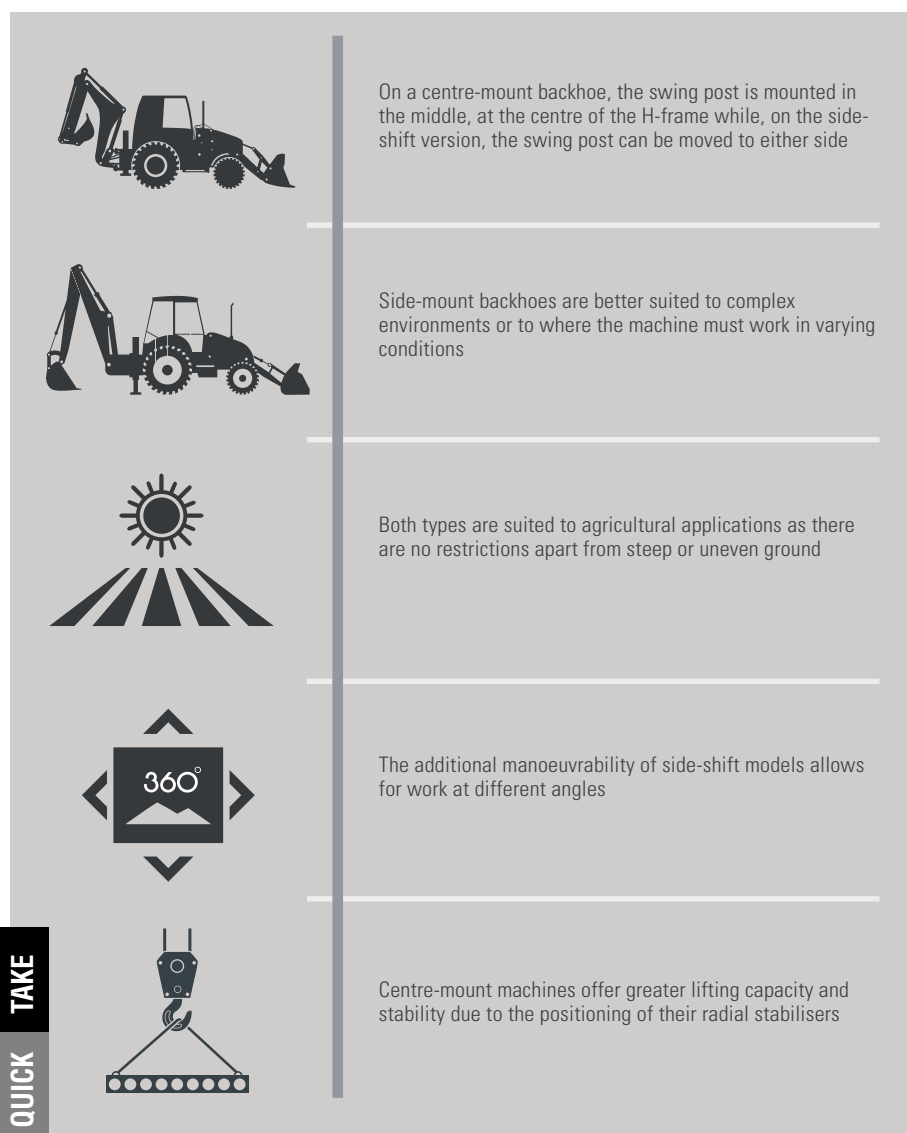 On a centre-mount backhoe, the swing post is mounted in
the middle, at the centre of the H-frame while, on the side-
shift version, the swing post can be moved to either side
Side-mount backhoes are better suited to complex
environments or to where the machine must work in varying
conditions
Both types are suited to agricultural applications as there
are no restrictions apart from steep or uneven ground
360°
The additional manoeuvrability of side-shift models allows
for work at different angles
Centre-mount machines offer greater lifting capacity and
stability due to the positioning of their radial stabilisers
QUICK TAKE